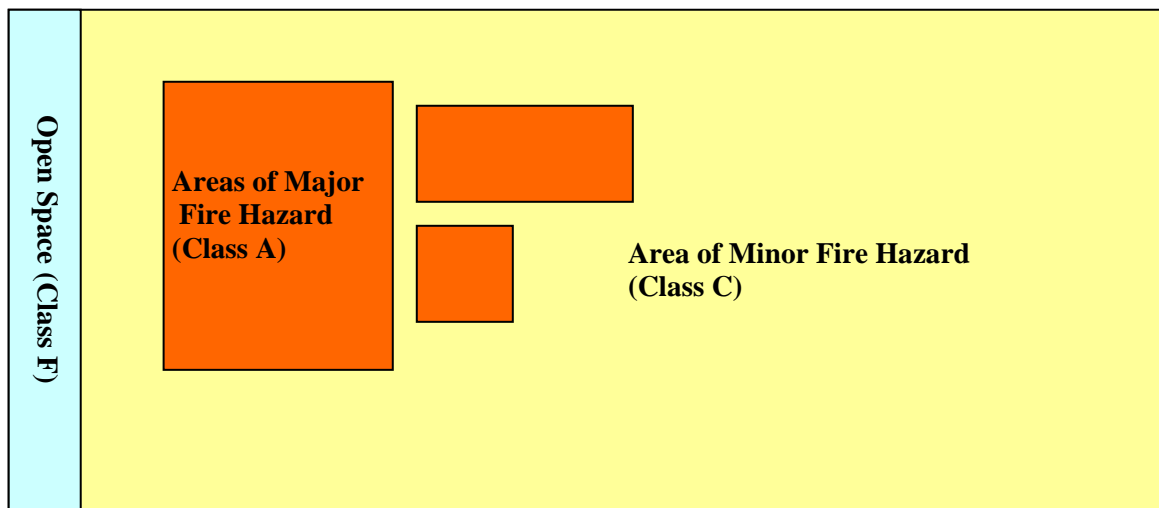 Open Space (Class F)
Areas of Major
Fire Hazard
(Class A)
Area of Minor Fire Hazard
(Class C)